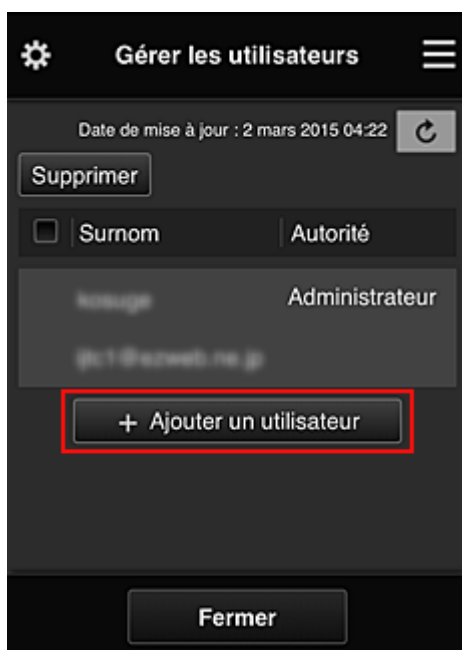 Gérer les utilisateurs
Date de mise à jour : 2 mars 2015 04:22
Supprimer
Surnom Autorité
Administrateur
+ Ajouter un utilisateur
Fermer